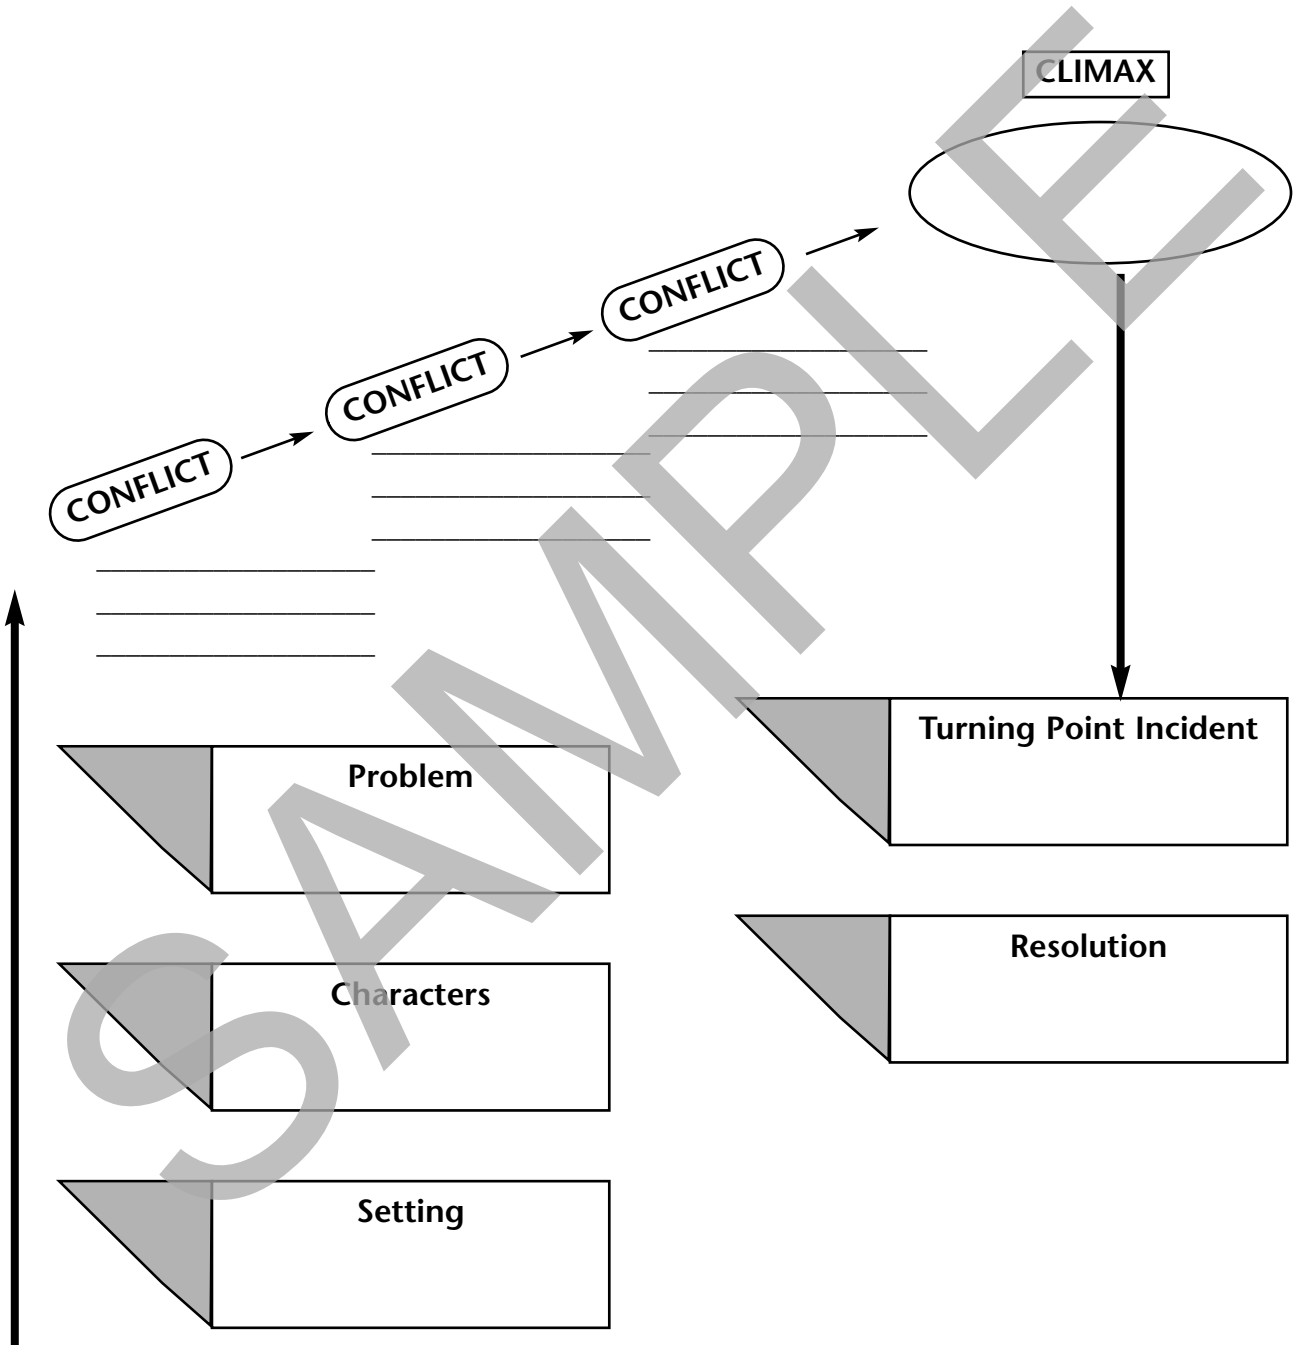 CLIMAX
CONFLICT
CONFLICT
CONFLICT
Turning Point Incident
Problem
Resolution
Characters
Setting
SAMPLE